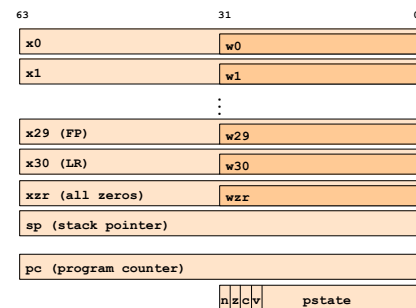 63 31 0
x0 w0
x1 w1
⋮
x29 (FP) w29
x30 (LR) w30
xzr (all zeros) wzr
sp (stack pointer)
pc (program counter)
n z c v pstate